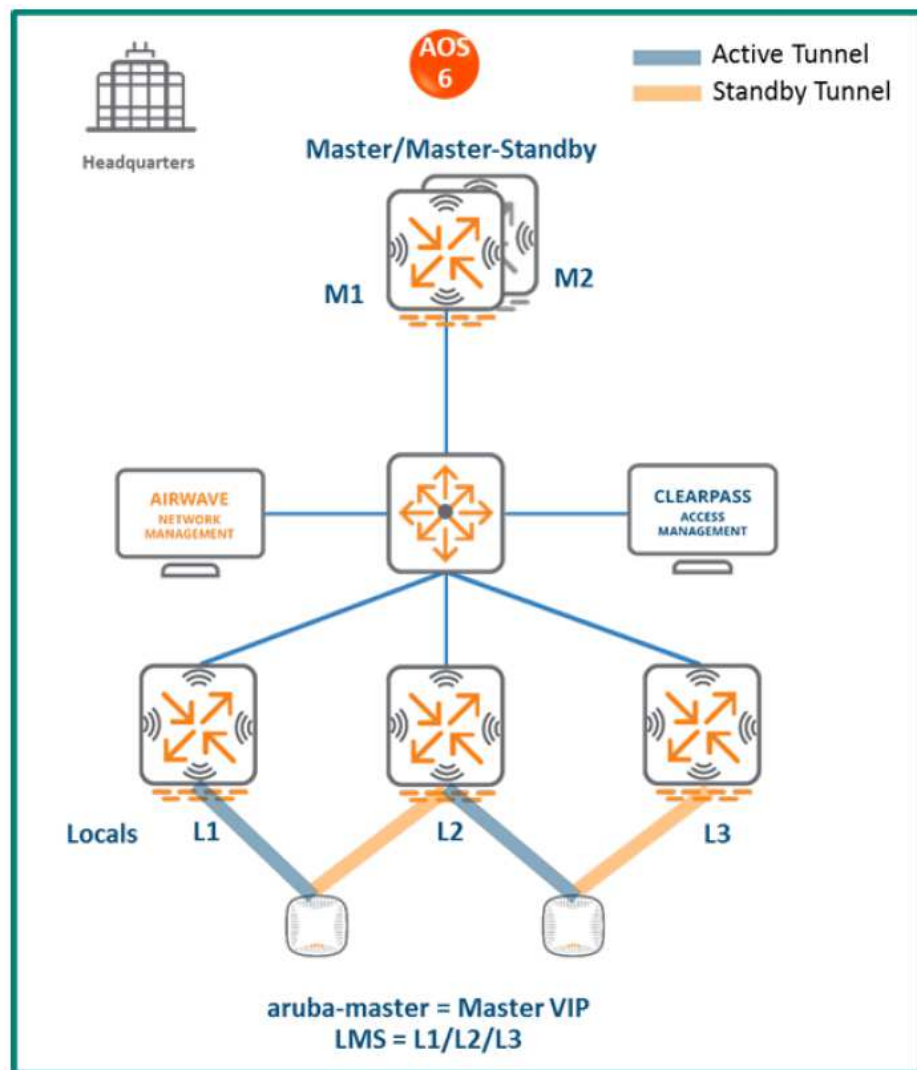 AOS
6
Active Tunnel
Standby Tunnel
Headquarters
Master/Master-Standby
M1
M2
AIRWAVE
NETWORK
MANAGEMENT
CLEARPASS
ACCESS
MANAGEMENT
Locals
L1
L2
L3
aruba-master = Master VIP
LMS = L1/L2/L3